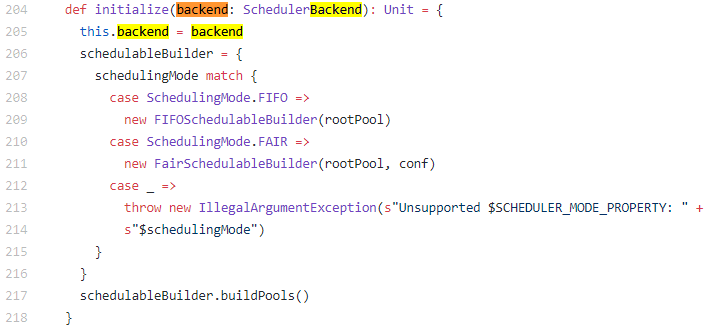 204 def initialize(backend: SchedulerBackend): Unit = {
205 this.backend = backend
206 schedulableBuilder = {
207 schedulingMode match {
208 case SchedulingMode.FIFO =>
209 new FIFOSchedulableBuilder(rootPool)
210 case SchedulingMode.FAIR =>
211 new FairSchedulableBuilder(rootPool, conf)
212 case _ =>
213 throw new IllegalArgumentException(s"Unsupported $SCHEDULER_MODE_PROPERTY: " +
214 s"$schedulingMode")
215 }
216 }
217 schedulableBuilder.buildPools()
218 }